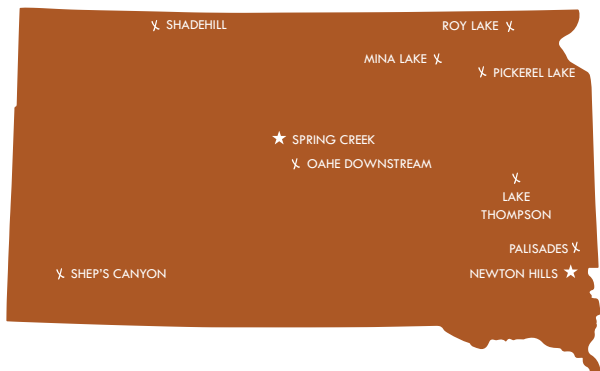 SHADEHILL
ROY LAKE
MINA LAKE
PICKEREL LAKE
SPRING CREEK
OAHE DOWNSTREAM
LAKE
THOMPSON
PALISADES
SHEP'S CANYON
NEWTON HILLS